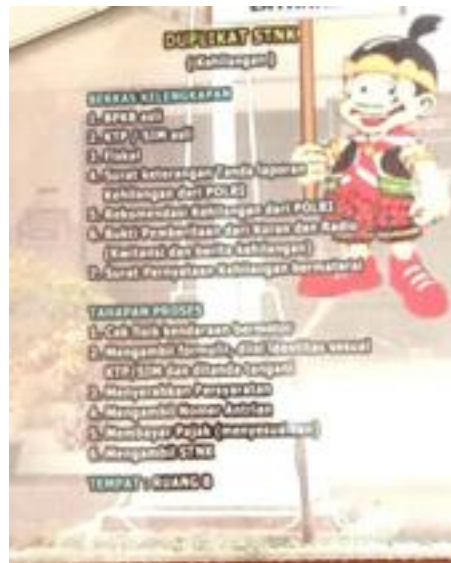 DUPLIKAT STNK
(Kehilangan)
BERKAS KELENGKAPAN
1. BPKB asli
2. KTP / SIM asli
3. Fiskal
4. Surat keterangan Tanda laporan
Kehilangan dari POLRI
5. Rekomendasi Kehilangan dari POLRI
6. Bukti Pemberitaan dari Koran dan Radio
(Kwitansi dan berita kehilangan)
7. Surat Pernyataan Kehilangan bermaterai
TAHAPAN PROSES
1. Cek fisik kendaraan bermotor
2. Mengambil formulir, diisi identitas sesuai
KTP/SIM dan ditanda tangani
3. Menyerahkan Persyaratan
4. Mengambil Nomor Antrian
5. Membayar Pajak (menyesuaikan)
6. Mengambil STNK
TEMPAT : RUANG B